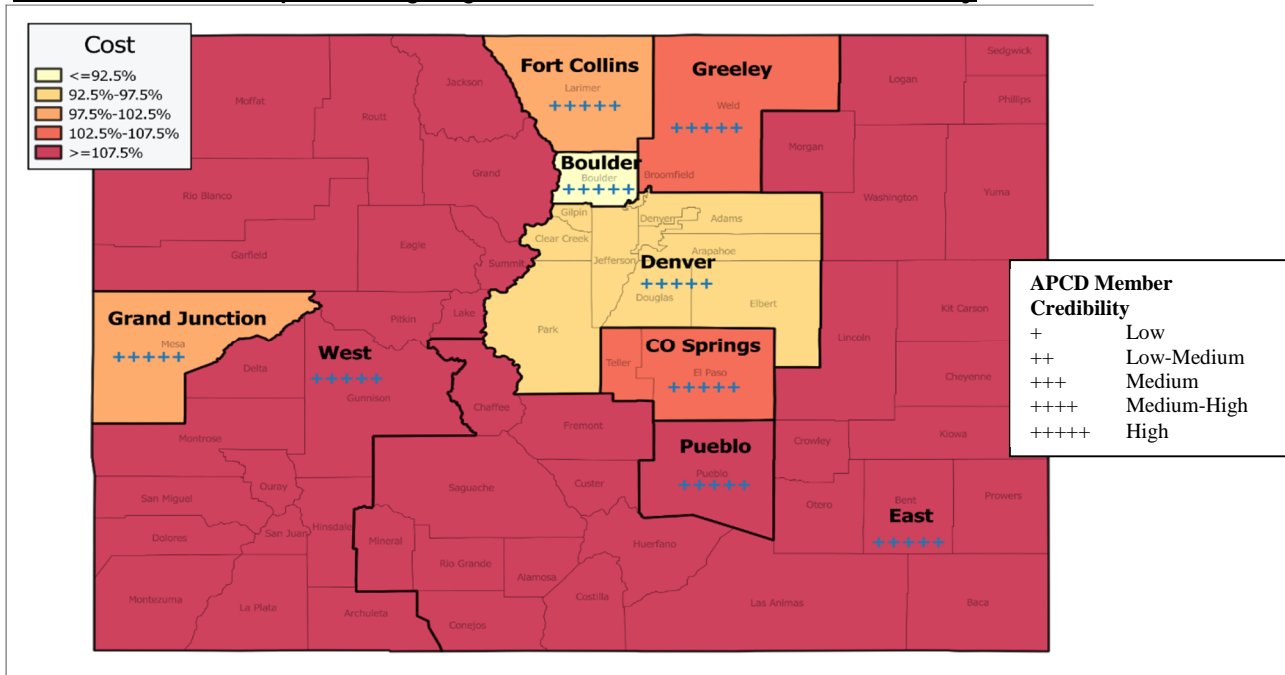 Cost
<=92.5%
92.5%-97.5%
97.5%-102.5%
102.5%-107.5%
>=107.5%
Moffat
Routt
Jackson
Fort Collins
Larimer
+++++
Greeley
Weld
+++++
Logan
Sedgwick
Phillips
Morgan
Washington
Yuma
Rio Blanco
Grand
Boulder
Boulder
+++++
Broomfield
Garfield
Eagle
Summit
Gilpin
Clear Creek
Jefferson
Denver
Adams
Arapahoe
Denver
+++++
Douglas
Elbert
Park
Grand Junction
Mesa
+++++
Pitkin
Lake
West
+++++
Gunnison
Delta
Chaffee
Teller
CO Springs
El Paso
+++++
Lincoln
Kit Carson
Cheyenne
Montrose
Fremont
Crowley
Kiowa
Pueblo
Pueblo
+++++
San Miguel
Ouray
Saguache
Custer
Otero
Bent
East
+++++
Prowers
Dolores
San Juan
Hinsdale
Mineral
Rio Grande
Alamosa
Huerfano
Montezuma
La Plata
Archuleta
Conejos
Costilla
Las Animas
Baca
APCD Member
Credibility
+ Low
++ Low-Medium
+++ Medium
++++ Medium-High
+++++ High